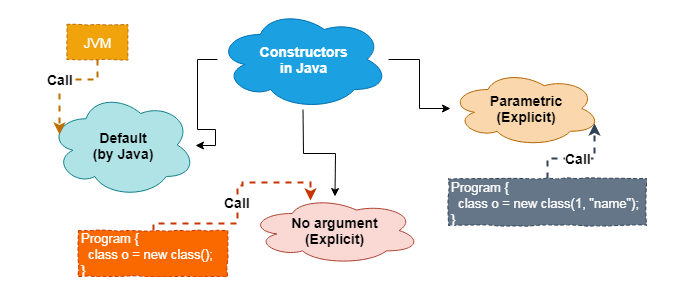 JVM
Constructors
in Java
Call
Parametric
(Explicit)
Default
(by Java)
Call
Program {
class o = new class(1, "name");
}
Call
No argument
(Explicit)
Program {
class o = new class();
}